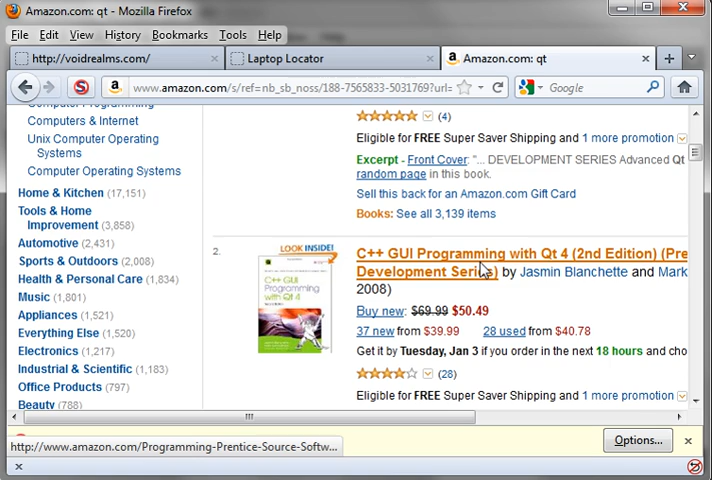 Amazon.com: qt - Mozilla Firefox
File Edit View History Bookmarks Tools Help
http://voidrealms.com/
Laptop Locator
Amazon.com: qt
www.amazon.com/s/ref=nb_sb_noss/188-7565833-5031769?url=
Google
Computers & Internet
Unix Computer Operating
Systems
Computer Operating Systems
Home & Kitchen (17,151)
Tools & Home
Improvement (3,858)
Automotive (2,431)
Sports & Outdoors (2,008)
Health & Personal Care (1,834)
Music (1,801)
Appliances (1,521)
Everything Else (1,520)
Electronics (1,217)
Industrial & Scientific (1,183)
Office Products (797)
Beauty (788)
(4)
Eligible for FREE Super Saver Shipping and 1 more promotion
Excerpt - Front Cover: "... DEVELOPMENT SERIES Advanced Qt
random page in this book.
Sell this back for an Amazon.com Gift Card
Books: See all 3,139 items
2.
LOOK INSIDE!
C++ GUI
Programming
with Qt 4
C++ GUI Programming with Qt 4 (2nd Edition) (Pre
Development Series) by Jasmin Blanchette and Mark
2008)
Buy new: $69.99 $50.49
37 new from $39.99 28 used from $40.78
Get it by Tuesday, Jan 3 if you order in the next 18 hours and cho
(28)
Eligible for FREE Super Saver Shipping and 1 more promotion
http://www.amazon.com/Programming-Prentice-Source-Softw...
Options...